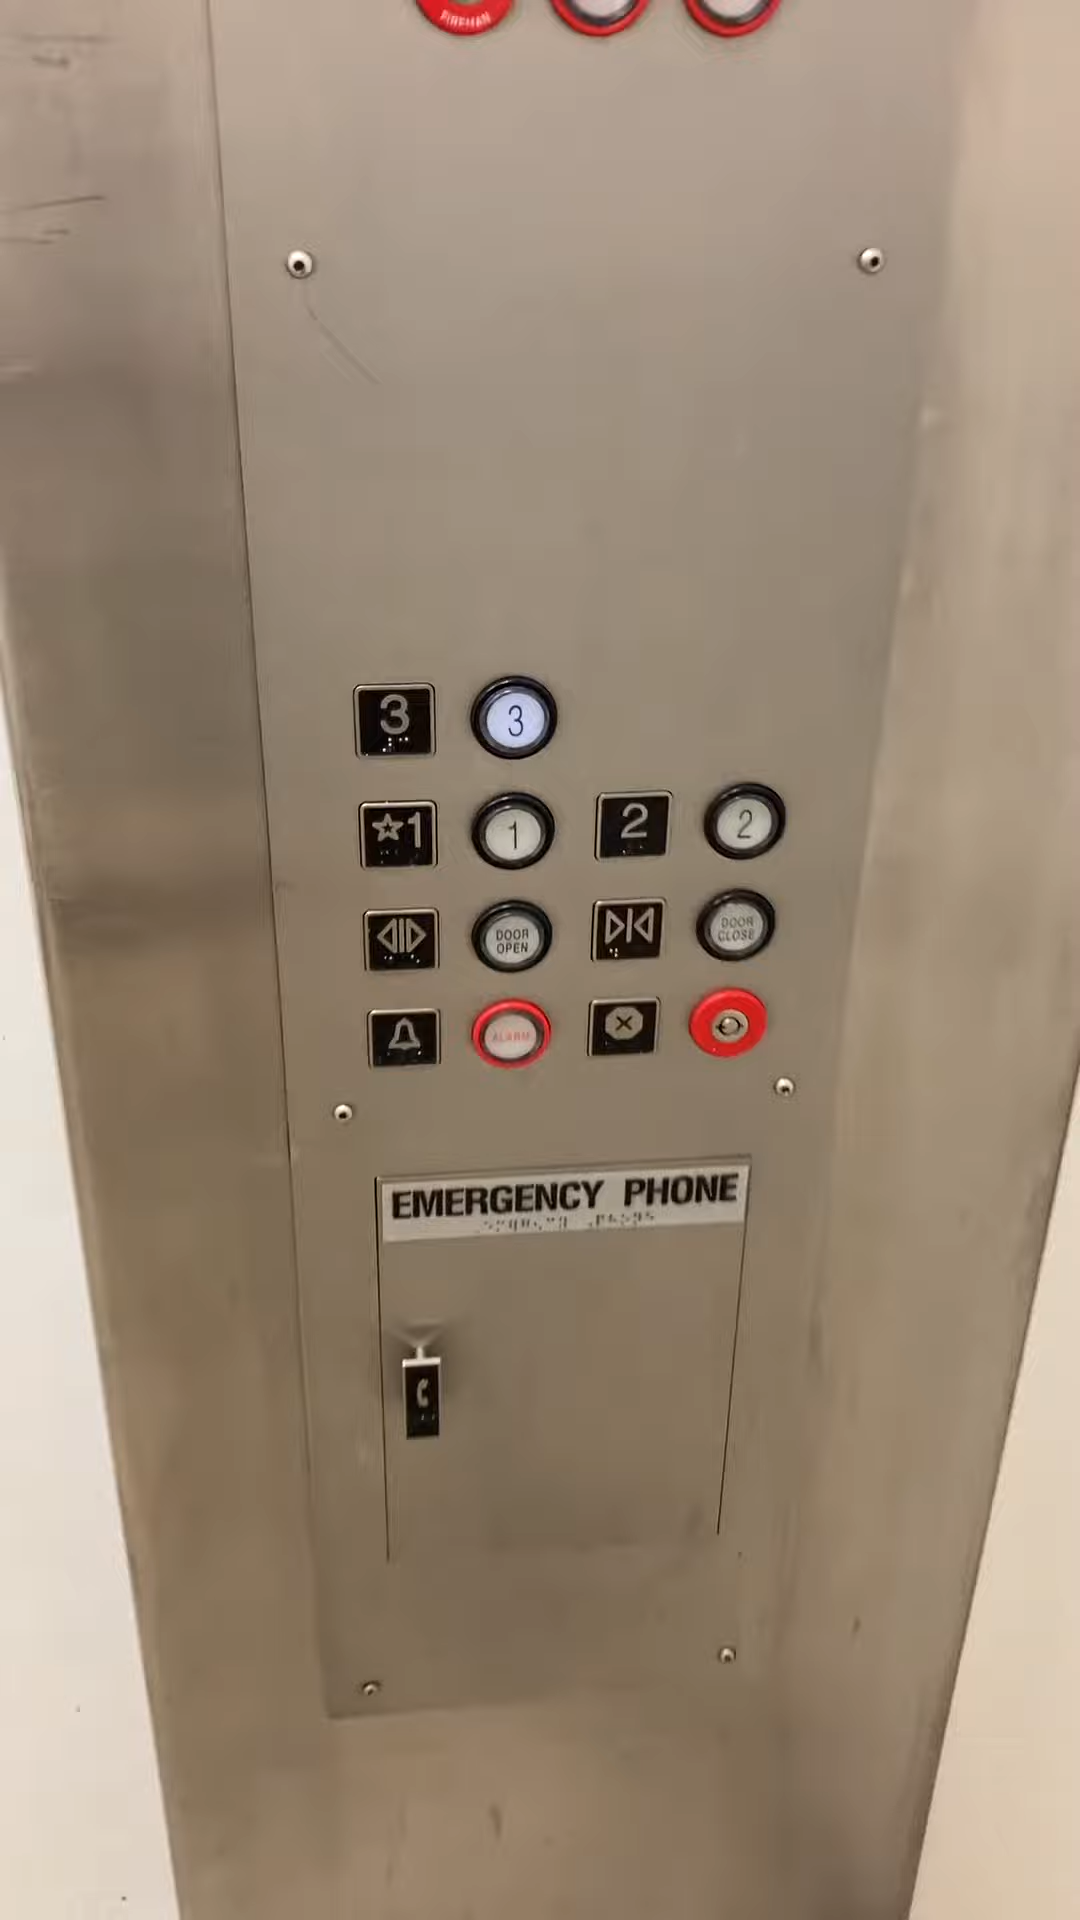 FIREMAN
3 3
☆1 1 2 2
DOOR
OPEN
DOOR
CLOSE
ALARM
EMERGENCY PHONE